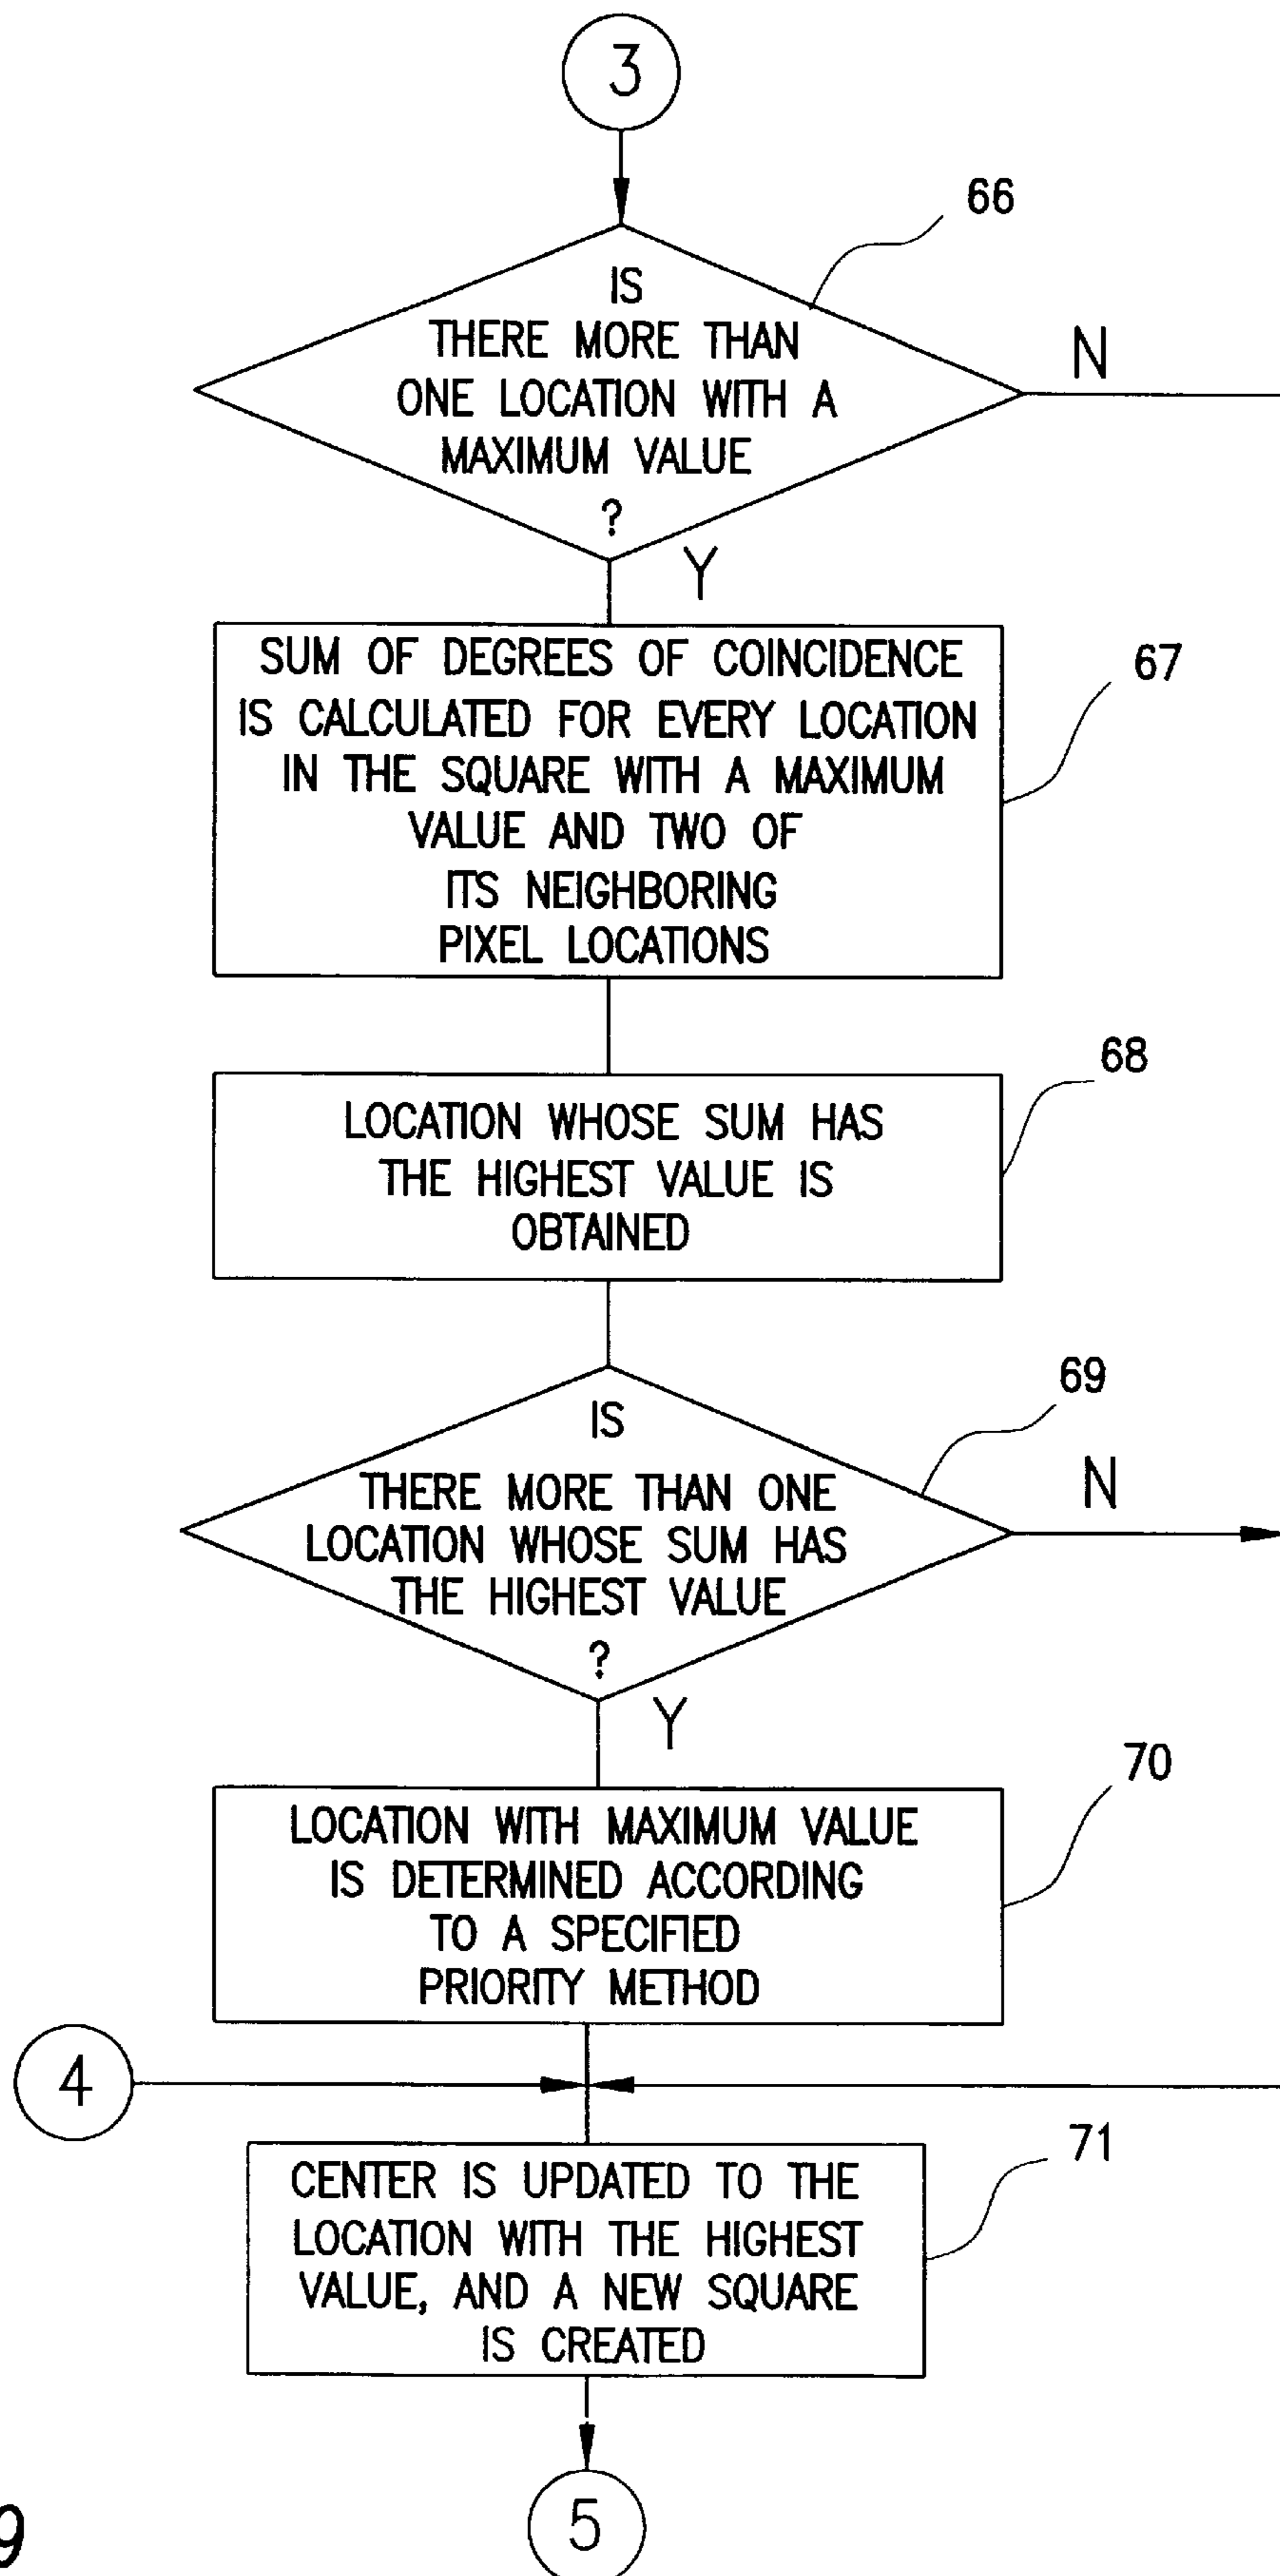 3
66
IS
THERE MORE THAN
ONE LOCATION WITH A
MAXIMUM VALUE
?
N
Y
SUM OF DEGREES OF COINCIDENCE
IS CALCULATED FOR EVERY LOCATION
IN THE SQUARE WITH A MAXIMUM
VALUE AND TWO OF
ITS NEIGHBORING
PIXEL LOCATIONS
67
LOCATION WHOSE SUM HAS
THE HIGHEST VALUE IS
OBTAINED
68
IS
THERE MORE THAN ONE
LOCATION WHOSE SUM HAS
THE HIGHEST VALUE
?
69
N
Y
LOCATION WITH MAXIMUM VALUE
IS DETERMINED ACCORDING
TO A SPECIFIED
PRIORITY METHOD
70
4
CENTER IS UPDATED TO THE
LOCATION WITH THE HIGHEST
VALUE, AND A NEW SQUARE
IS CREATED
71
5
9